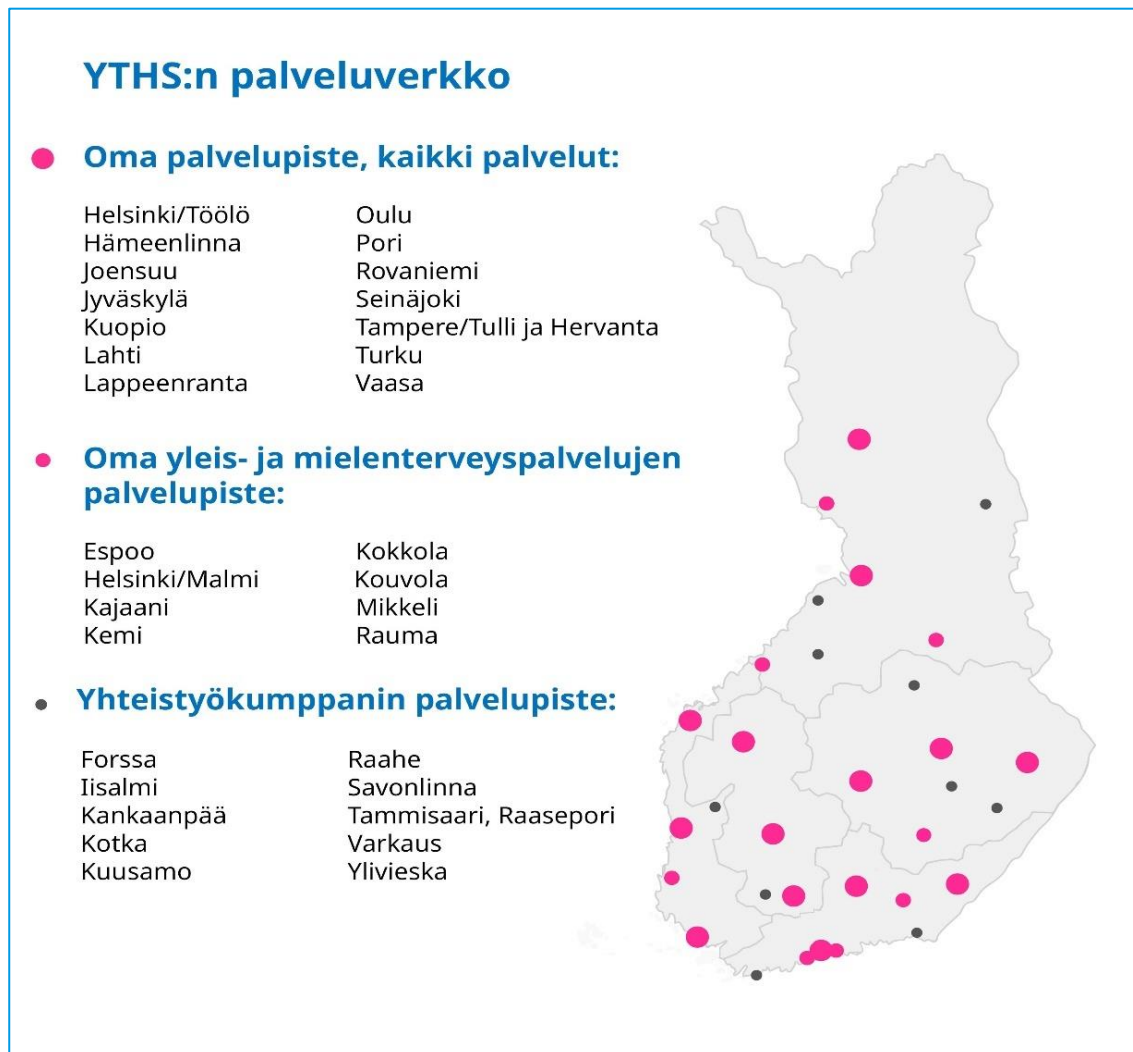 YTHS:n palveluverkko
Oma palvelupiste, kaikki palvelut:
Helsinki/Töölö
Hämeenlinna
Joensuu
Jyväskylä
Kuopio
Lahti
Lappeenranta
Oulu
Pori
Rovaniemi
Seinäjoki
Tampere/Tulli ja Hervanta
Turku
Vaasa
Oma yleis- ja mielenterveyspalvelujen
palvelupiste:
Espoo
Helsinki/Malmi
Kajaani
Kemi
Kokkola
Kouvola
Mikkeli
Rauma
Yhteistyökumppanin palvelupiste:
Forssa
Iisalmi
Kankaanpää
Kotka
Kuusamo
Raahe
Savonlinna
Tammisaari, Raasepori
Varkaus
Ylivieska